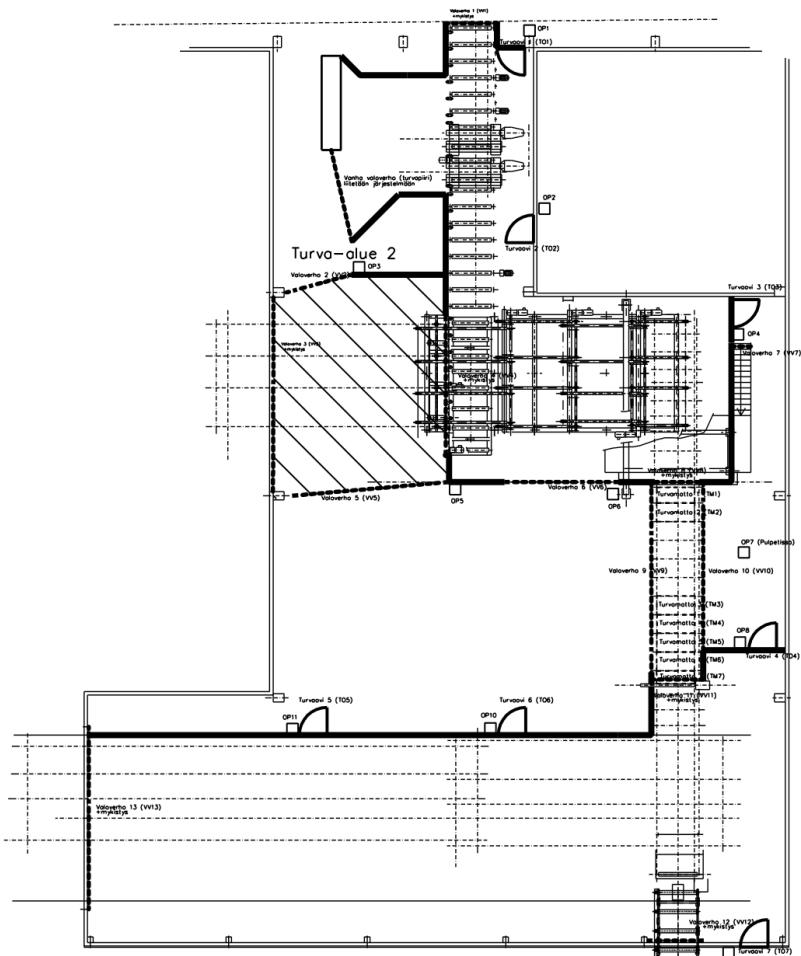 Valoverho 1 (VV1)
+mykistys
OP1
Turvaovi 1 (TO1)
Vanha valoverho (turvapiiri)
liitetään järjestelmään
OP2
Turvaovi 2 (TO2)
Turva-alue 2
OP3
Valoverho 2 (VV2)
Turvaovi 3 (TO3)
OP4
Valoverho 3 (VV3)
+mykistys
Valoverho 7 (VV7)
Valoverho 4 (VV4)
+mykistys
Valoverho 8 (VV8)
+mykistys
Valoverho 5 (VV5)
OP5
Valoverho 6 (VV6)
OP6
Turvamatto 1 (TM1)
Turvamatto 2 (TM2)
OP7 (Pulpetissa)
Valoverho 9 (VV9)
Valoverho 10 (VV10)
Turvamatto 3 (TM3)
Turvamatto 4 (TM4)
OP8
Turvamatto 5 (TM5)
Turvaovi 4 (TO4)
Turvamatto 6 (TM6)
Turvamatto 7 (TM7)
Valoverho 11 (VV11)
+mykistys
Turvaovi 5 (TO5)
Turvaovi 6 (TO6)
OP11
OP10
Valoverho 13 (VV13)
+mykistys
Valoverho 12 (VV12)
+mykistys
Turvaovi 7 (TO7)